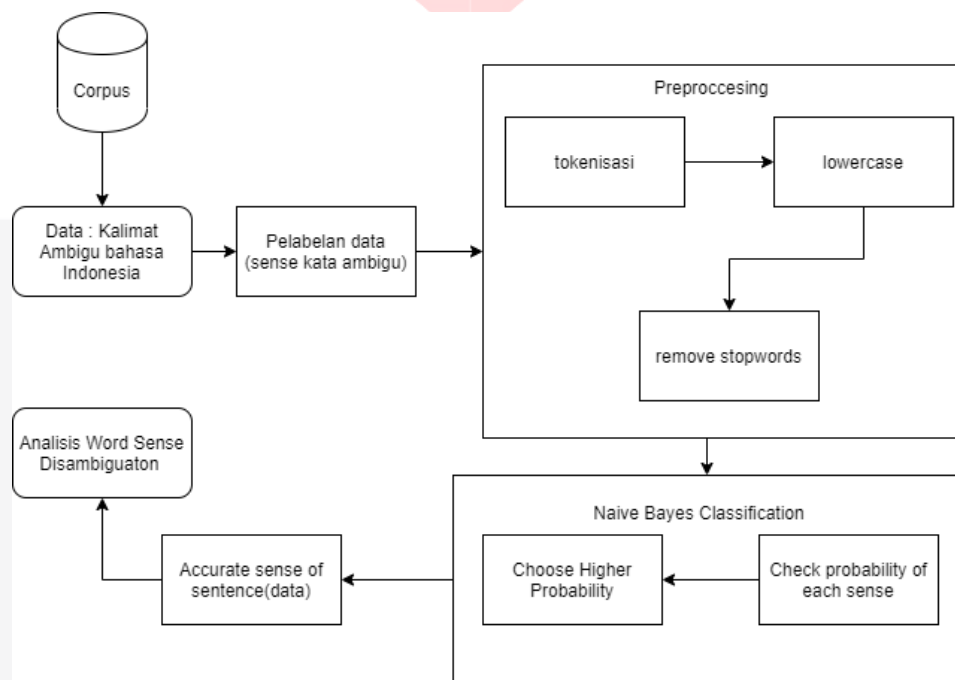 Corpus
Preproccesing
tokenisasi
lowercase
Data : Kalimat
Ambigu bahasa
Indonesia
Pelabelan data
(sense kata ambigu)
remove stopwords
Analisis Word Sense
Disambiguaton
Naive Bayes Classification
Accurate sense of
sentence(data)
Choose Higher
Probability
Check probability of
each sense